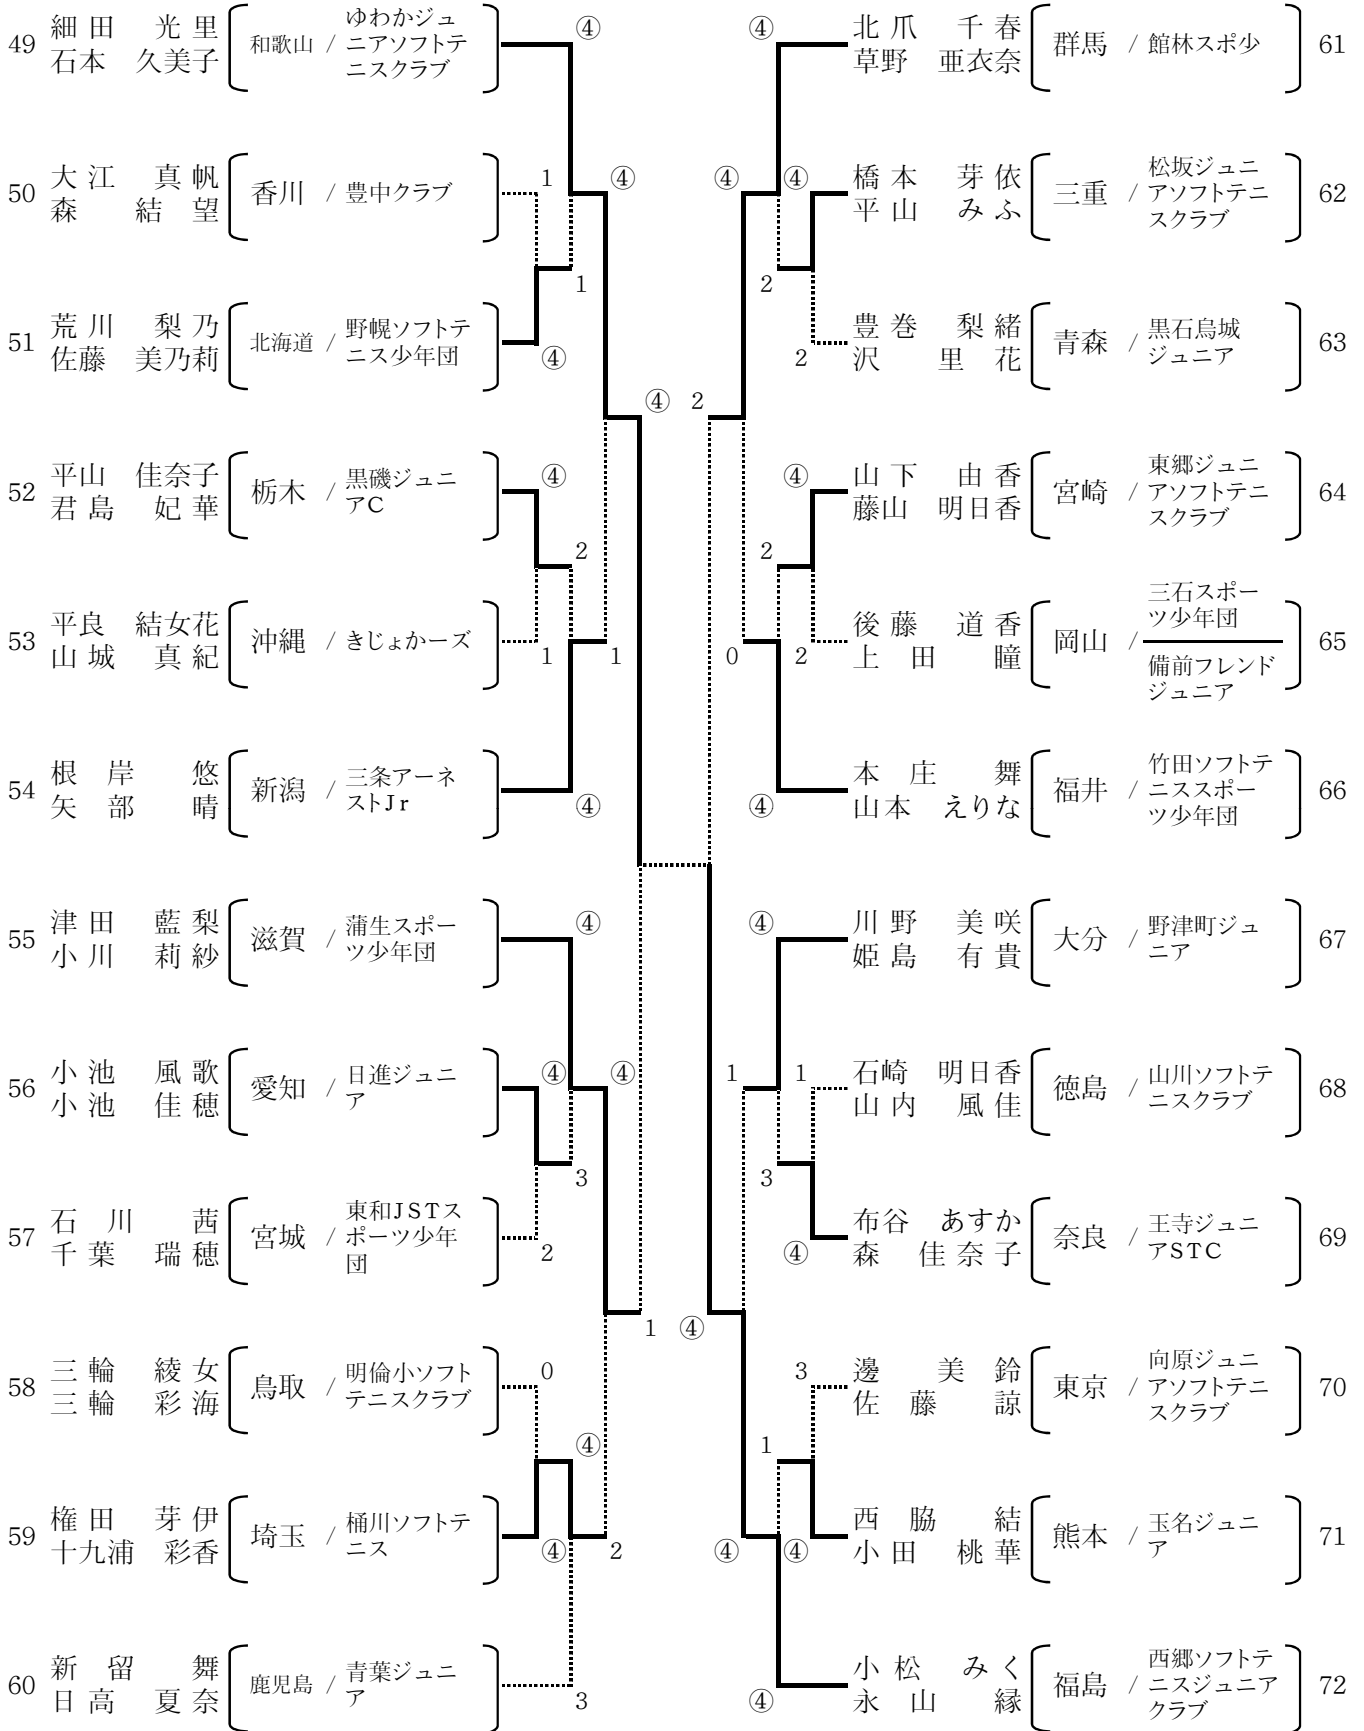 49 細田 光里 石本 久美子 和歌山 / ゆわかジュニアソフトテニスクラブ ④
50 大江 真帆 森 結望 香川 / 豊中クラブ 1 ④
1
51 荒川 梨乃 佐藤 美乃莉 北海道 / 野幌ソフトテニス少年団 ④
④
52 平山 佳奈子 君島 妃華 栃木 / 黒磯ジュニアC ④
2
53 平良 結女花 山城 真紀 沖縄 / きじょかーズ 1 1
54 根岸 悠 矢部 晴 新潟 / 三条アーネストJr ④
55 津田 藍梨 小川 莉紗 滋賀 / 蒲生スポーツ少年団 ④
56 小池 風歌 小池 佳穂 愛知 / 日進ジュニア ④ ④
3
57 石川 茜 千葉 瑞穂 宮城 / 東和JSTスポーツ少年団 2
1
58 三輪 綾女 三輪 彩海 鳥取 / 明倫小ソフトテニスクラブ 0
④
59 権田 芽伊 十九浦 彩香 埼玉 / 桶川ソフトテニス ④ 2
60 新留 舞 日高 夏奈 鹿児島 / 青葉ジュニア 3
④ 北爪 千春 草野 亜衣奈 群馬 / 館林スポ少 61
④ ④ 橋本 芽依 平山 みふ 三重 / 松坂ジュニアソフトテニスクラブ 62
2
2 豊巻 梨緒 沢 里花 青森 / 黒石烏城ジュニア 63
2
④ 山下 由香 藤山 明日香 宮崎 / 東郷ジュニアソフトテニスクラブ 64
2
0 2 後藤 道香 上田 瞳 岡山 / 三石スポーツ少年団 備前フレンドジュニア 65
④ 本庄 舞 山本 えりな 福井 / 竹田ソフトテニススポーツ少年団 66
④ 川野 美咲 姫島 有貴 大分 / 野津町ジュニア 67
1 1 石崎 明日香 山内 風佳 徳島 / 山川ソフトテニスクラブ 68
3
④ 布谷 あすか 森 佳奈子 奈良 / 王寺ジュニアSTC 69
④
3 邊 美鈴 佐藤 諒 東京 / 向原ジュニアソフトテニスクラブ 70
1
④ ④ 西脇 結 小田 桃華 熊本 / 玉名ジュニア 71
④ 小松 みく 永山 縁 福島 / 西郷ソフトテニスジュニアクラブ 72